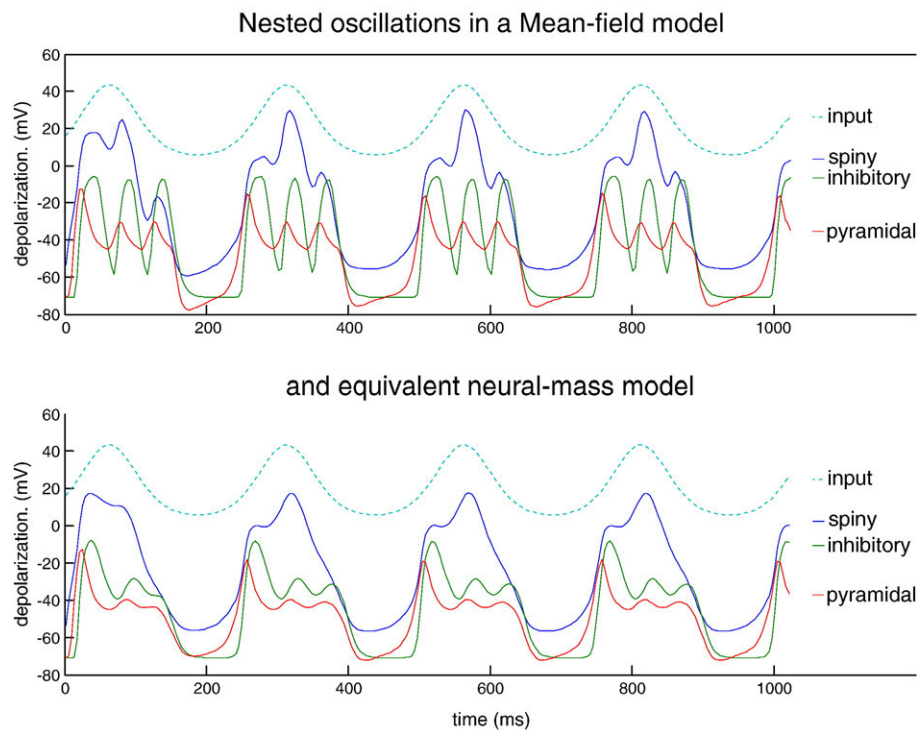 Nested oscillations in a Mean-field model
depolarization. (mV)
60
40
20
0
-20
-40
-60
-80
0
200
400
600
800
1000
input
spiny
inhibitory
pyramidal
and equivalent neural-mass model
depolarization. (mV)
60
40
20
0
-20
-40
-60
-80
0
200
400
600
800
1000
time (ms)
input
spiny
inhibitory
pyramidal